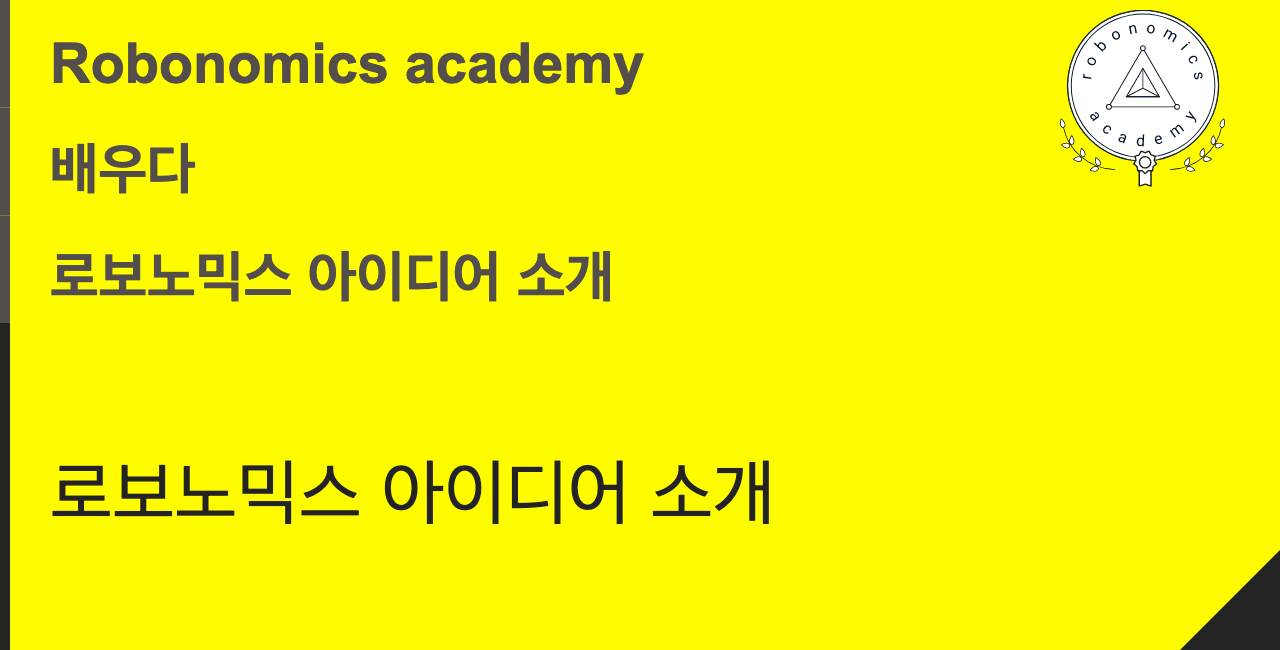 Robonomics academy
배우다
로보노믹스 아이디어 소개
로보노믹스 아이디어 소개
robonomics
academy